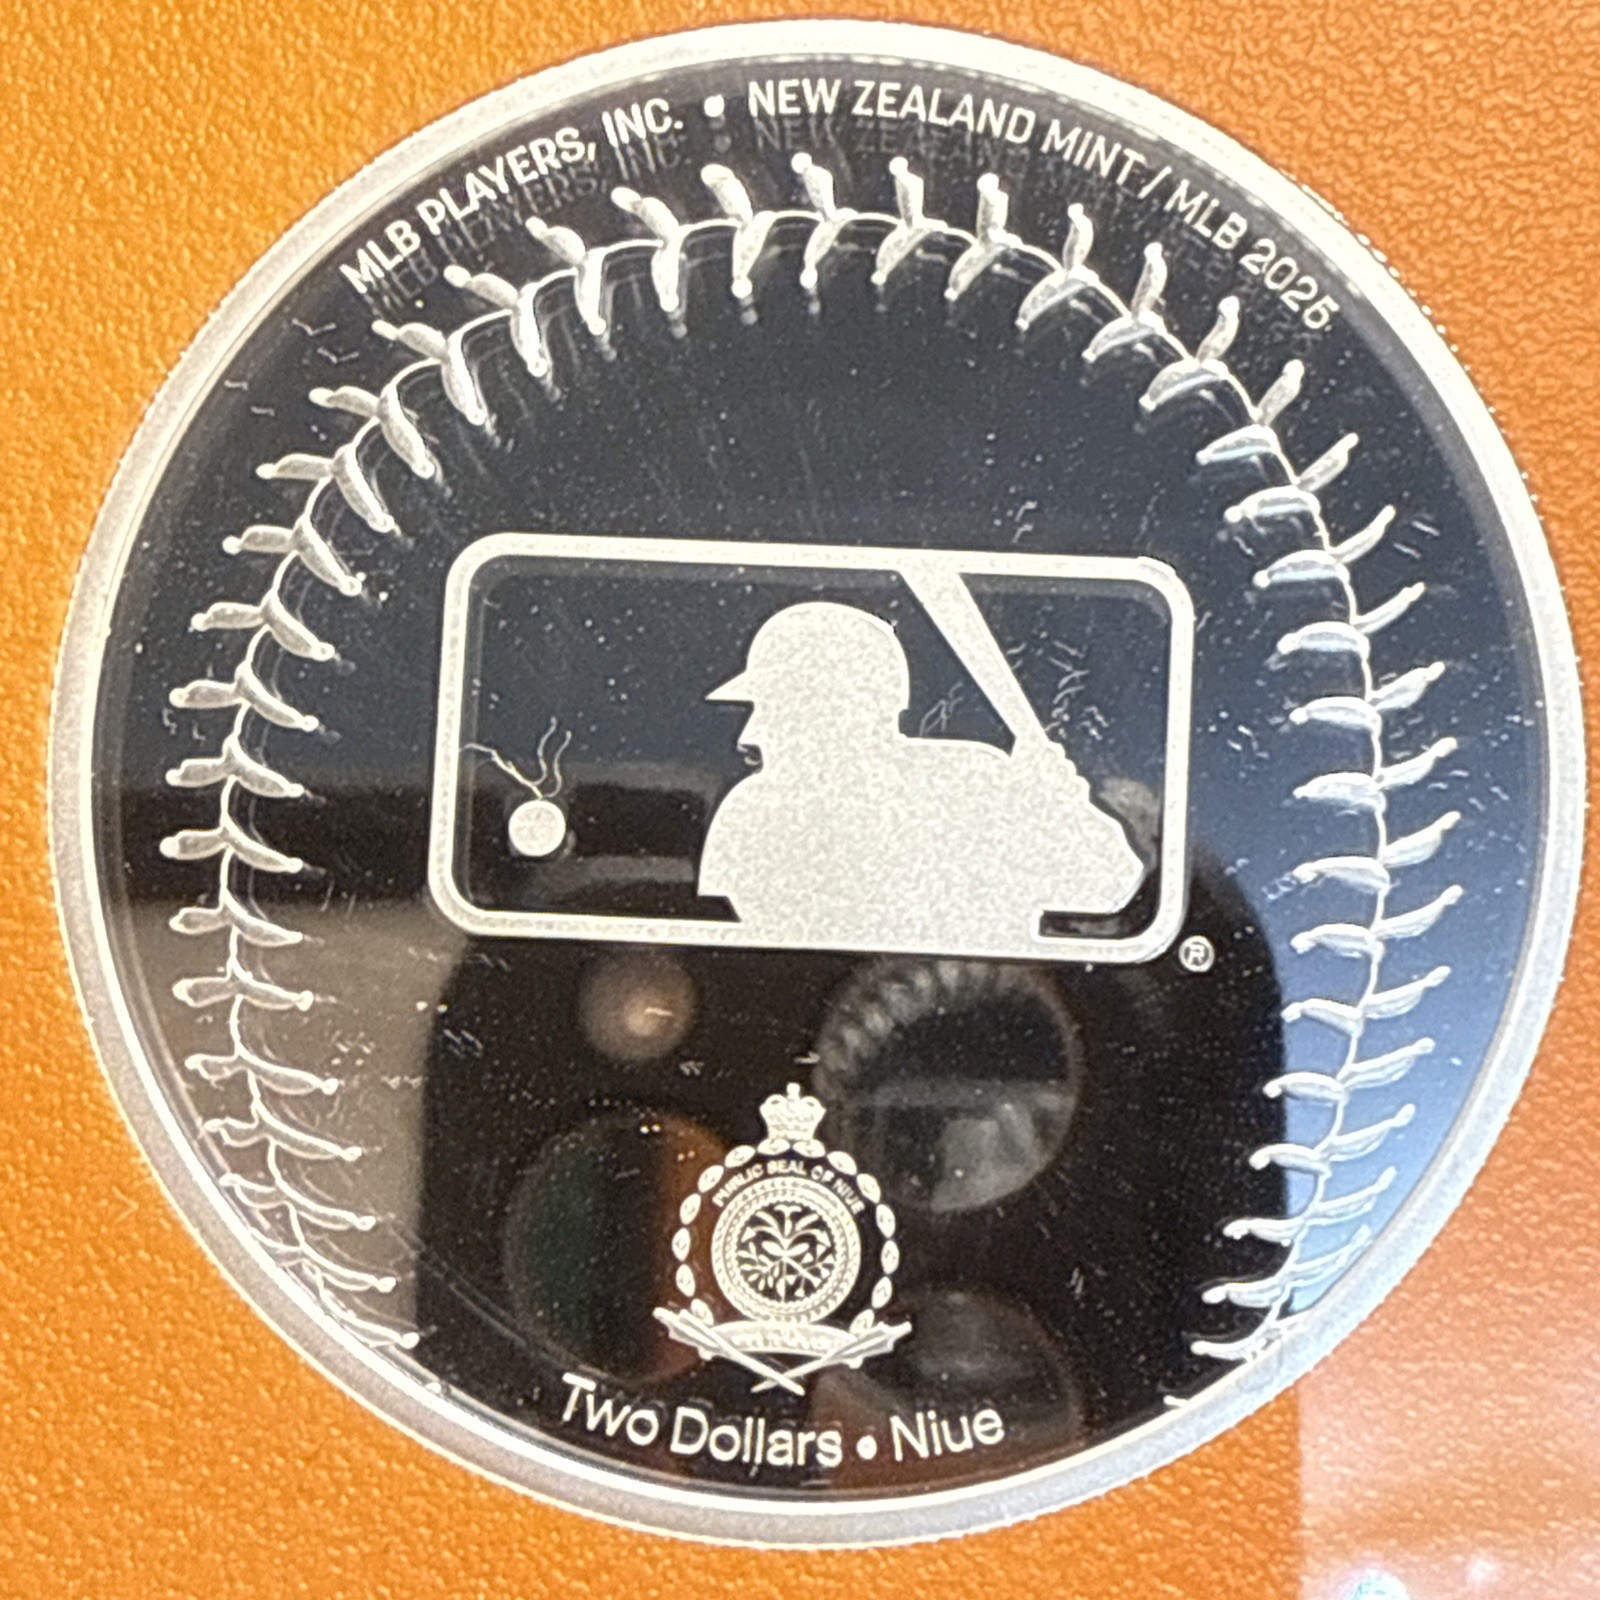 MLB PLAYERS, INC. • NEW ZEALAND MINT / MLB 2025
®
PUBLIC SEAL OF NIUE
Two Dollars • Niue